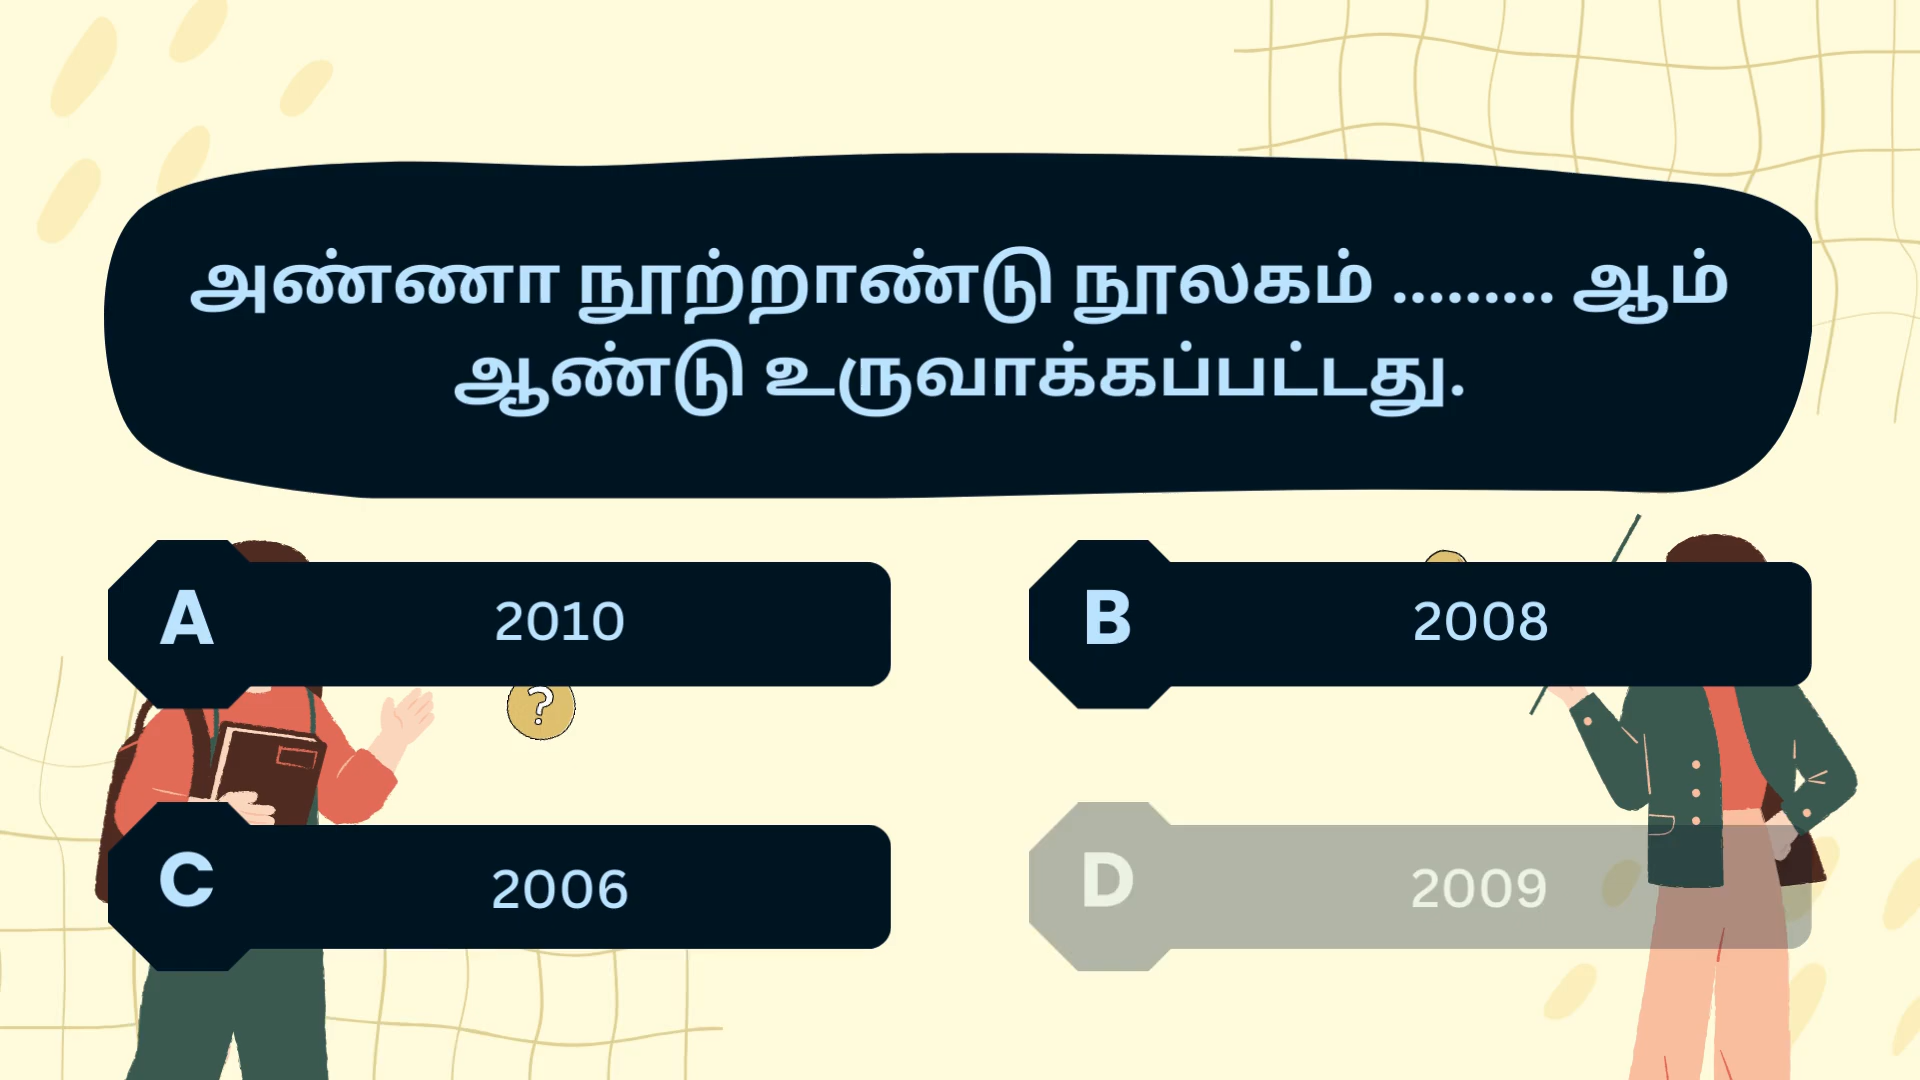 அண்ணா நூற்றாண்டு நூலகம் ......... ஆம்
ஆண்டு உருவாக்கப்பட்டது.
A 2010
B 2008
?
C 2006
D 2009